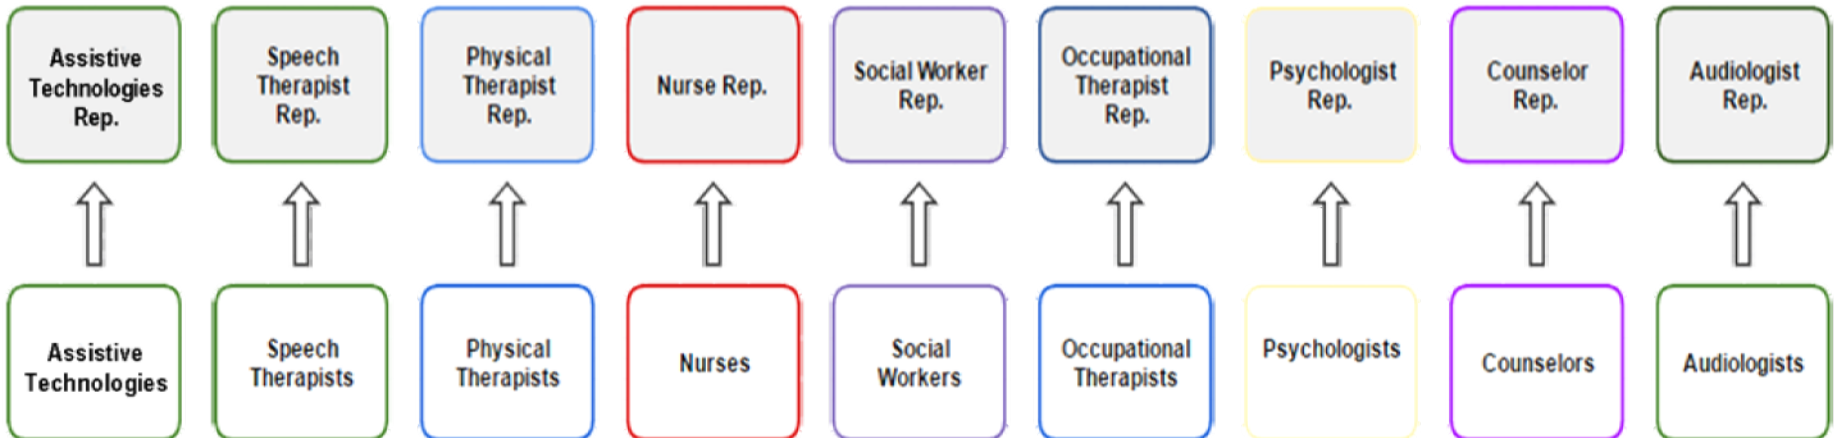 Assistive
Technologies
Rep.
Speech
Therapist
Rep.
Physical
Therapist
Rep.
Nurse Rep.
Social Worker
Rep.
Occupational
Therapist
Rep.
Psychologist
Rep.
Counselor
Rep.
Audiologist
Rep.
Assistive
Technologies
Speech
Therapists
Physical
Therapists
Nurses
Social
Workers
Occupational
Therapists
Psychologists
Counselors
Audiologists